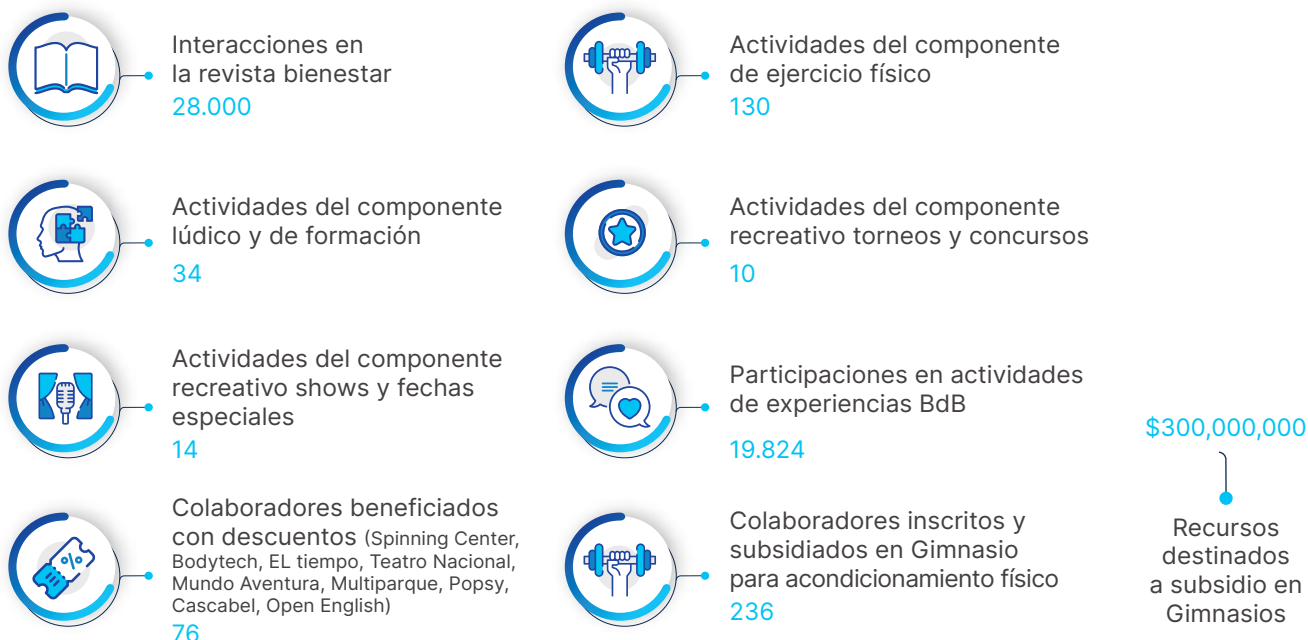 Interacciones en
la revista bienestar
28.000
Actividades del componente
de ejercicio físico
130
Actividades del componente
lúdico y de formación
34
Actividades del componente
recreativo torneos y concursos
10
Actividades del componente
recreativo shows y fechas
especiales
14
Participaciones en actividades
de experiencias BdB
19.824
Colaboradores beneficiados
con descuentos (Spinning Center,
Bodytech, EL tiempo, Teatro Nacional,
Mundo Aventura, Multiparque, Popsy,
Cascabel, Open English)
76
Colaboradores inscritos y
subsidiados en Gimnasio
para acondicionamiento físico
236
$300,000,000
Recursos
destinados
a subsidio en
Gimnasios